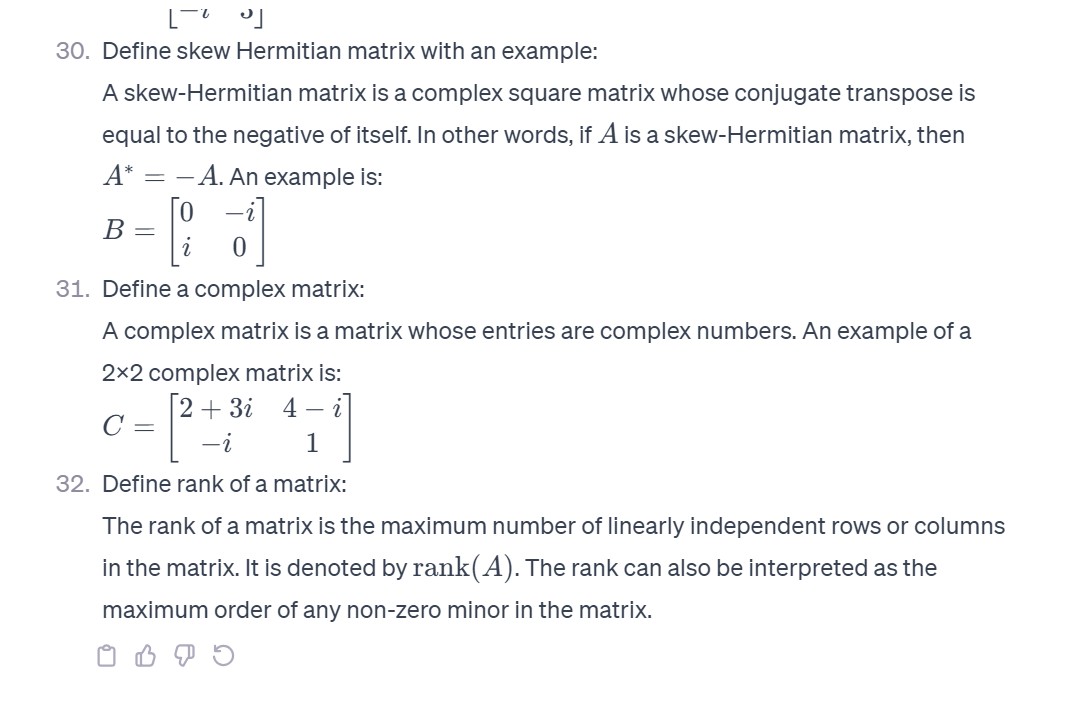 [−i 3]
30. Define skew Hermitian matrix with an example:
A skew-Hermitian matrix is a complex square matrix whose conjugate transpose is
equal to the negative of itself. In other words, if A is a skew-Hermitian matrix, then
A* = −A. An example is:
B = [0 −i
i 0]
31. Define a complex matrix:
A complex matrix is a matrix whose entries are complex numbers. An example of a
2×2 complex matrix is:
C = [2 + 3i 4 − i
−i 1]
32. Define rank of a matrix:
The rank of a matrix is the maximum number of linearly independent rows or columns
in the matrix. It is denoted by rank(A). The rank can also be interpreted as the
maximum order of any non-zero minor in the matrix.